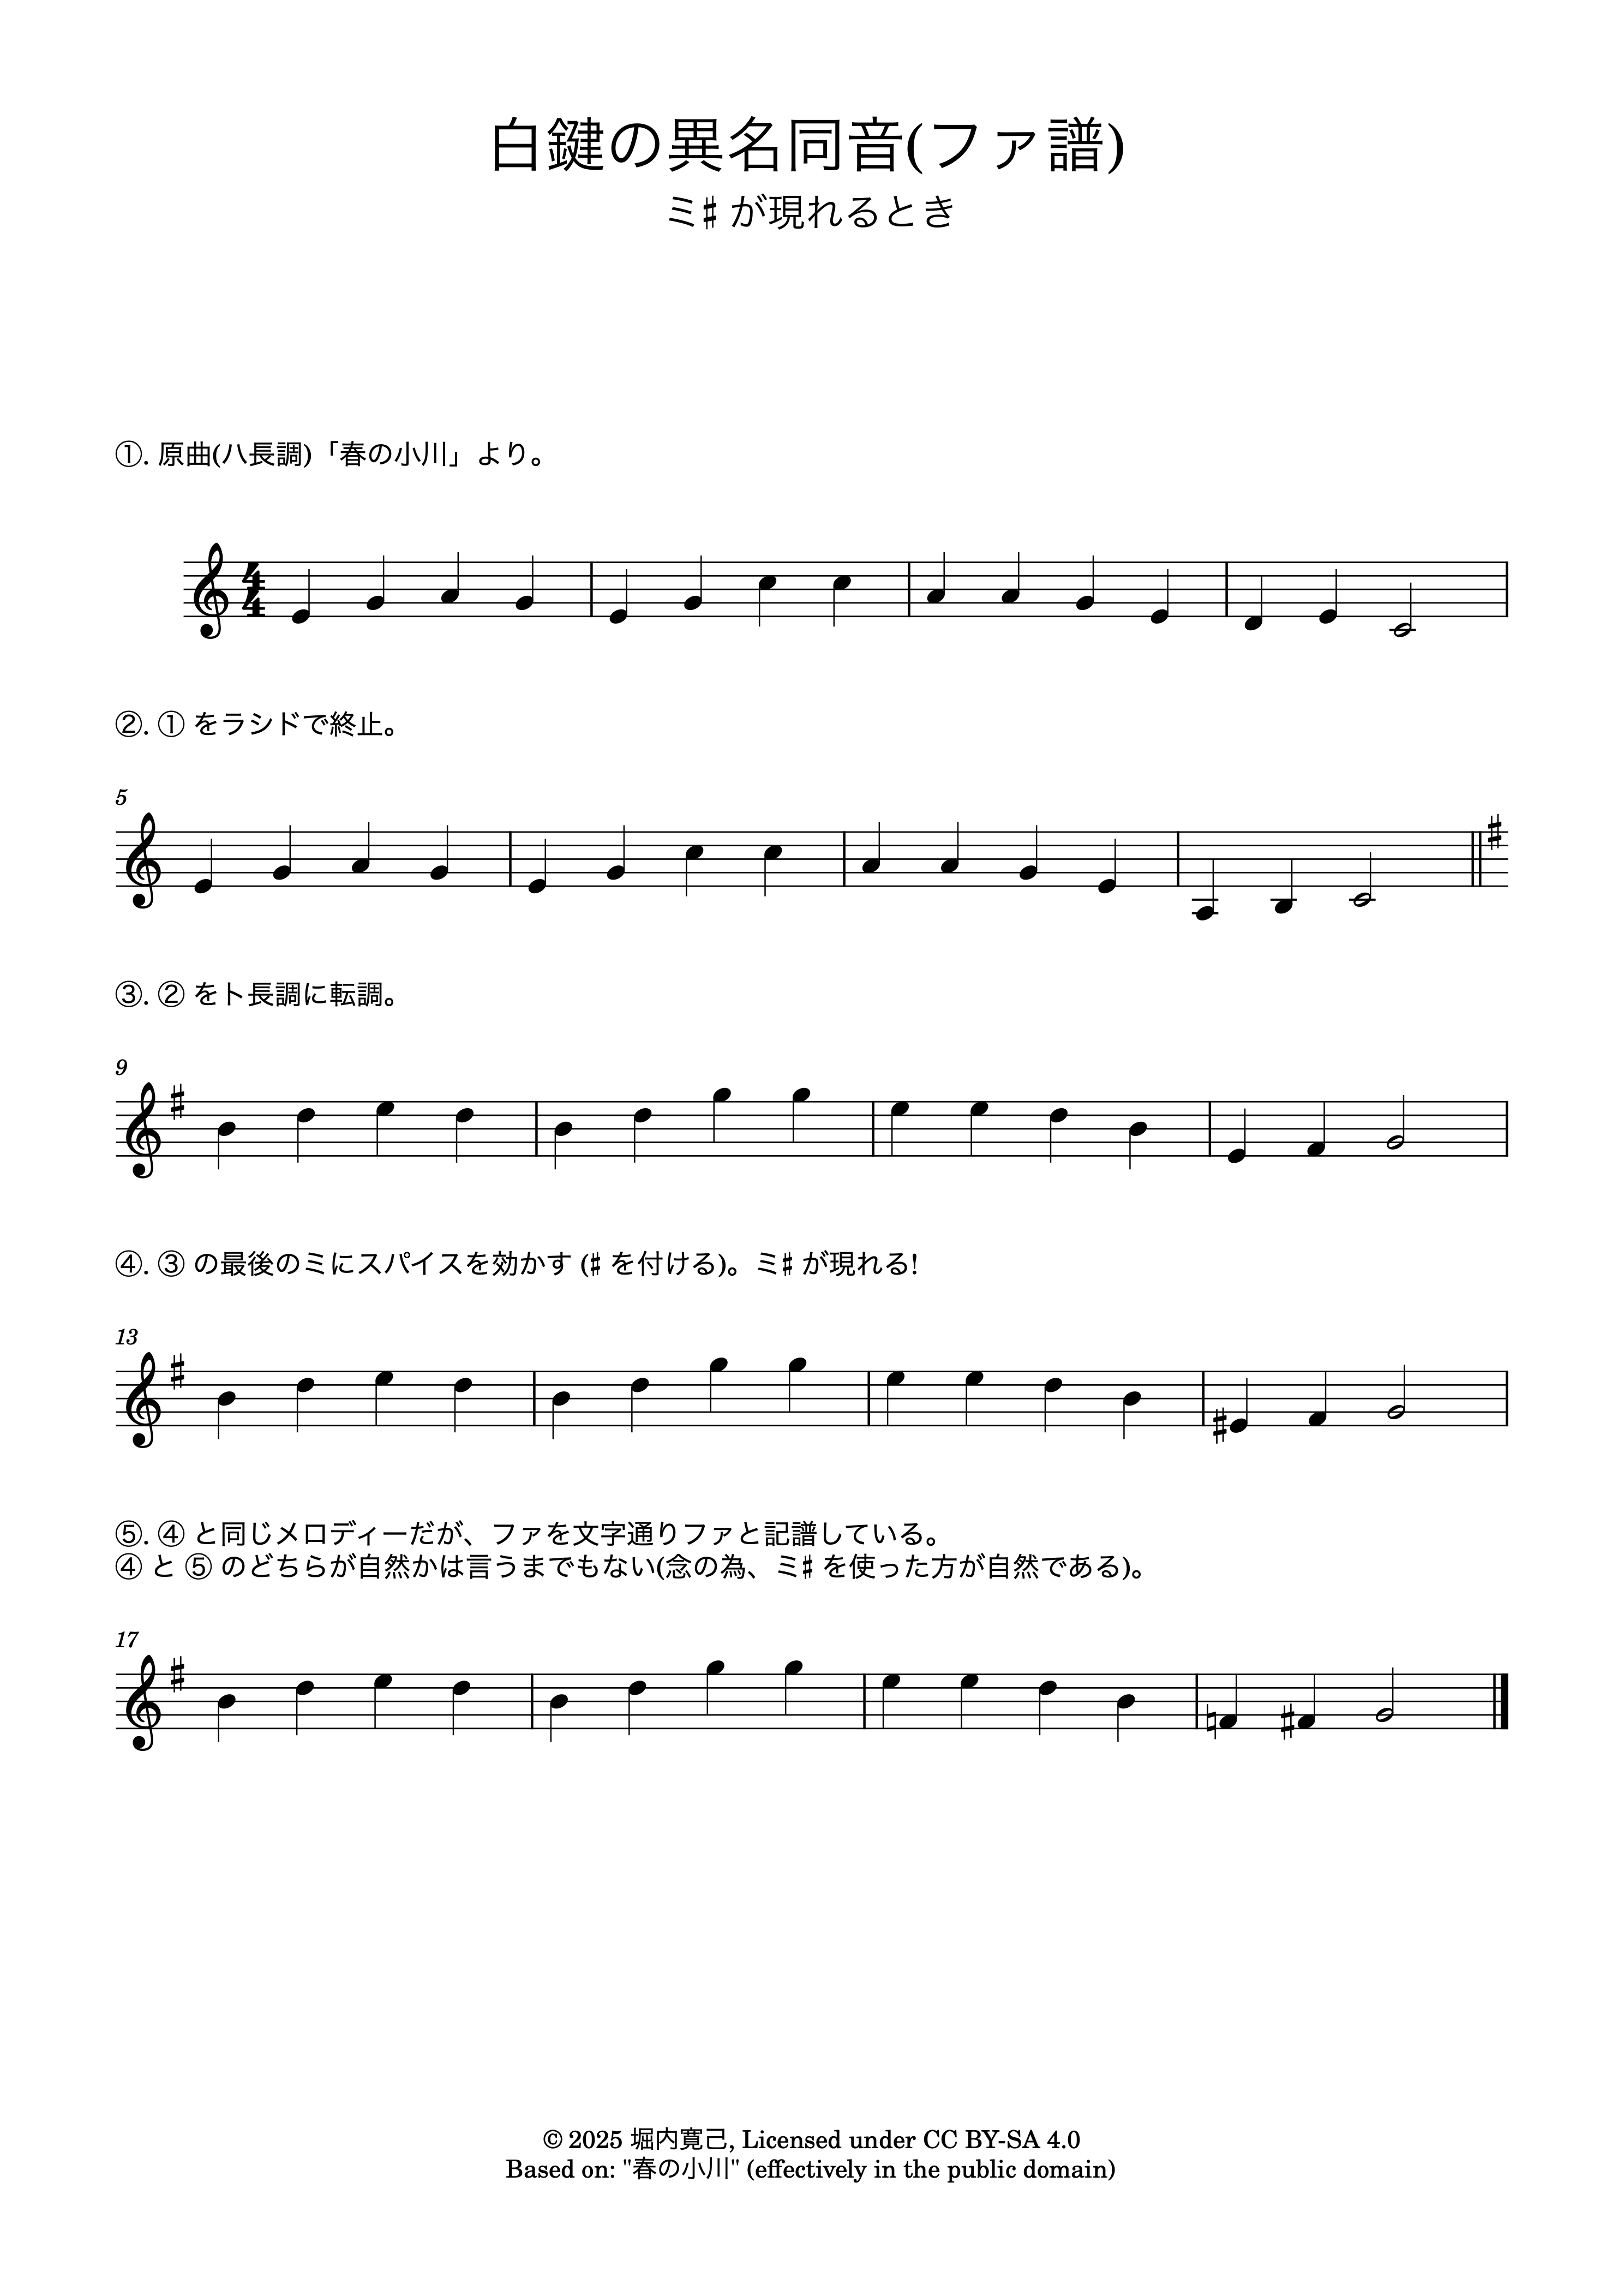 白鍵の異名同音(ファ譜)
ミ♯ が現れるとき
①. 原曲(ハ長調)「春の小川」より。
4
4
②. ① をラシドで終止。
5
③. ② をト長調に転調。
9
④. ③ の最後のミにスパイスを効かす (♯ を付ける)。ミ♯ が現れる!
13
⑤. ④ と同じメロディーだが、ファを文字通りファと記譜している。
④ と ⑤ のどちらが自然かは言うまでもない(念の為、ミ♯ を使った方が自然である)。
17
© 2025 堀内寛己, Licensed under CC BY-SA 4.0
Based on: "春の小川" (effectively in the public domain)